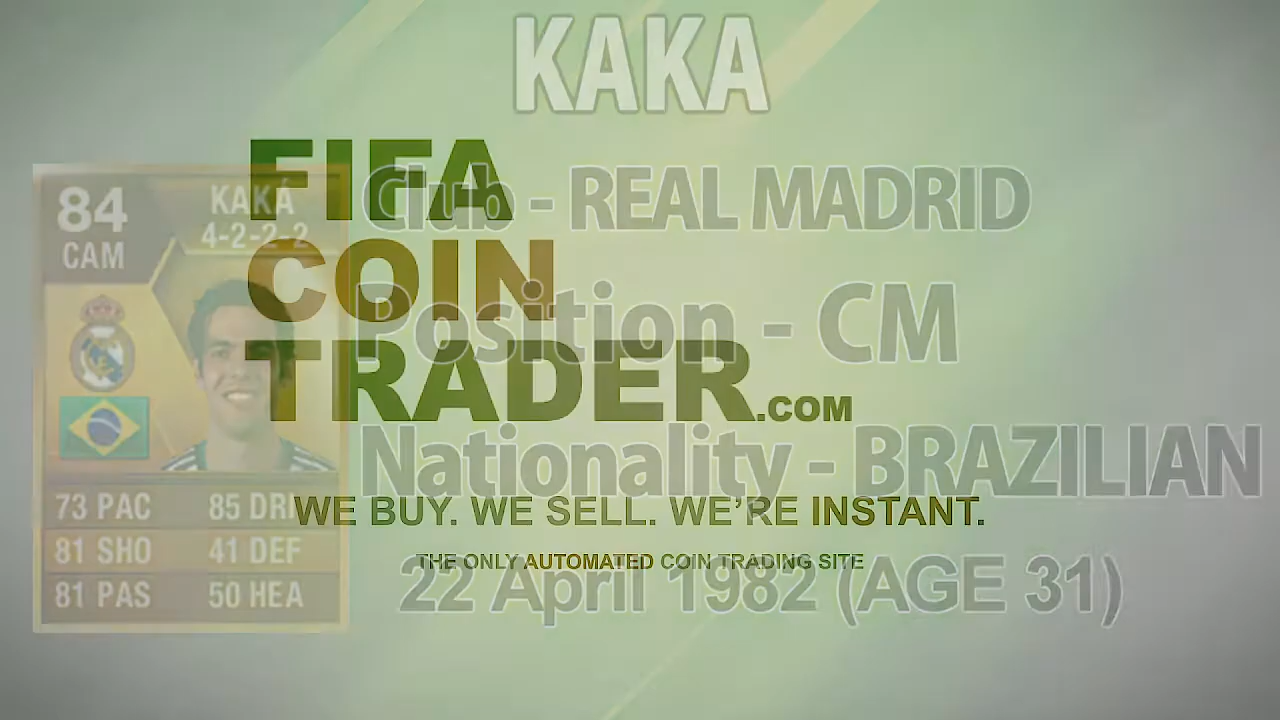 KAKA
FIFA
COIN
TRADER.COM
WE BUY. WE SELL. WE'RE INSTANT.
THE ONLY AUTOMATED COIN TRADING SITE
Club - REAL MADRID
Position - CM
Nationality - BRAZILIAN
22 April 1982 (AGE 31)
84 KAKÁ
CAM 4-2-2-2
73 PAC 85 DRI
81 SHO 41 DEF
81 PAS 50 HEA